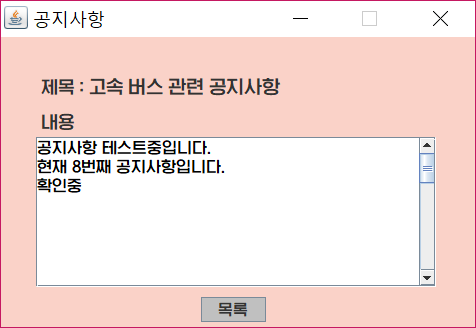 공지사항
제목 : 고속 버스 관련 공지사항
내용
공지사항 테스트중입니다.
현재 8번째 공지사항입니다.
확인중
목록